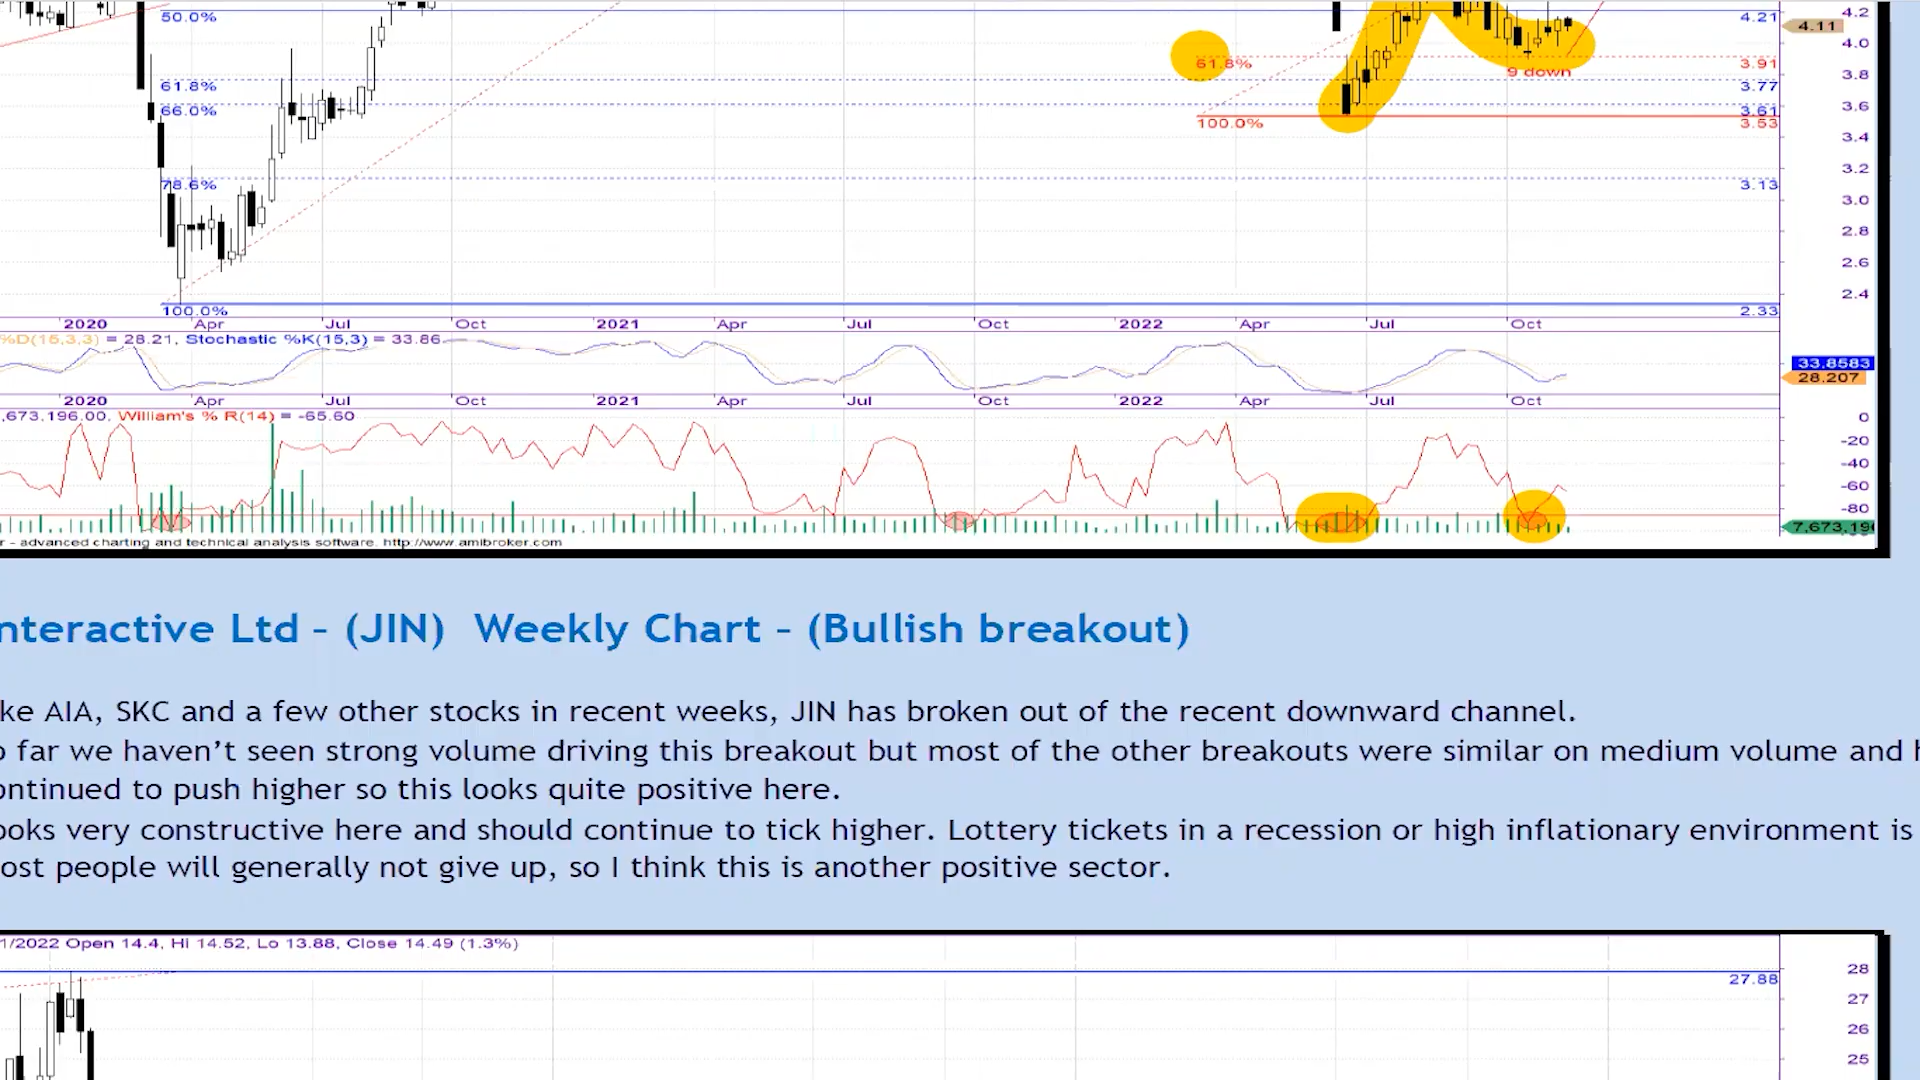 50.0%
4.21
4.2
4.11
4.0
61.8%
3.91
9 down
3.8
61.8%
3.77
66.0%
3.61
3.6
100.0%
3.53
3.4
3.2
78.6%
3.13
3.0
2.8
2.6
2.4
100.0%
2.33
2020 Apr Jul Oct 2021 Apr Jul Oct 2022 Apr Jul Oct
%D(15,3,3) = 28.21, Stochastic %K(15,3) = 33.86
33.8583
28.207
2020 Apr Jul Oct 2021 Apr Jul Oct 2022 Apr Jul Oct
,673,196.00, William's % R(14) = -65.60
0
-20
-40
-60
-80
7,673,19
r - advanced charting and technical analysis software. http://www.amibroker.com
nteractive Ltd - (JIN) Weekly Chart - (Bullish breakout)
ke AIA, SKC and a few other stocks in recent weeks, JIN has broken out of the recent downward channel.
o far we haven't seen strong volume driving this breakout but most of the other breakouts were similar on medium volume and h
ontinued to push higher so this looks quite positive here.
ooks very constructive here and should continue to tick higher. Lottery tickets in a recession or high inflationary environment is
ost people will generally not give up, so I think this is another positive sector.
1/2022 Open 14.4, Hi 14.52, Lo 13.88, Close 14.49 (1.3%)
28
27.88
27
26
25